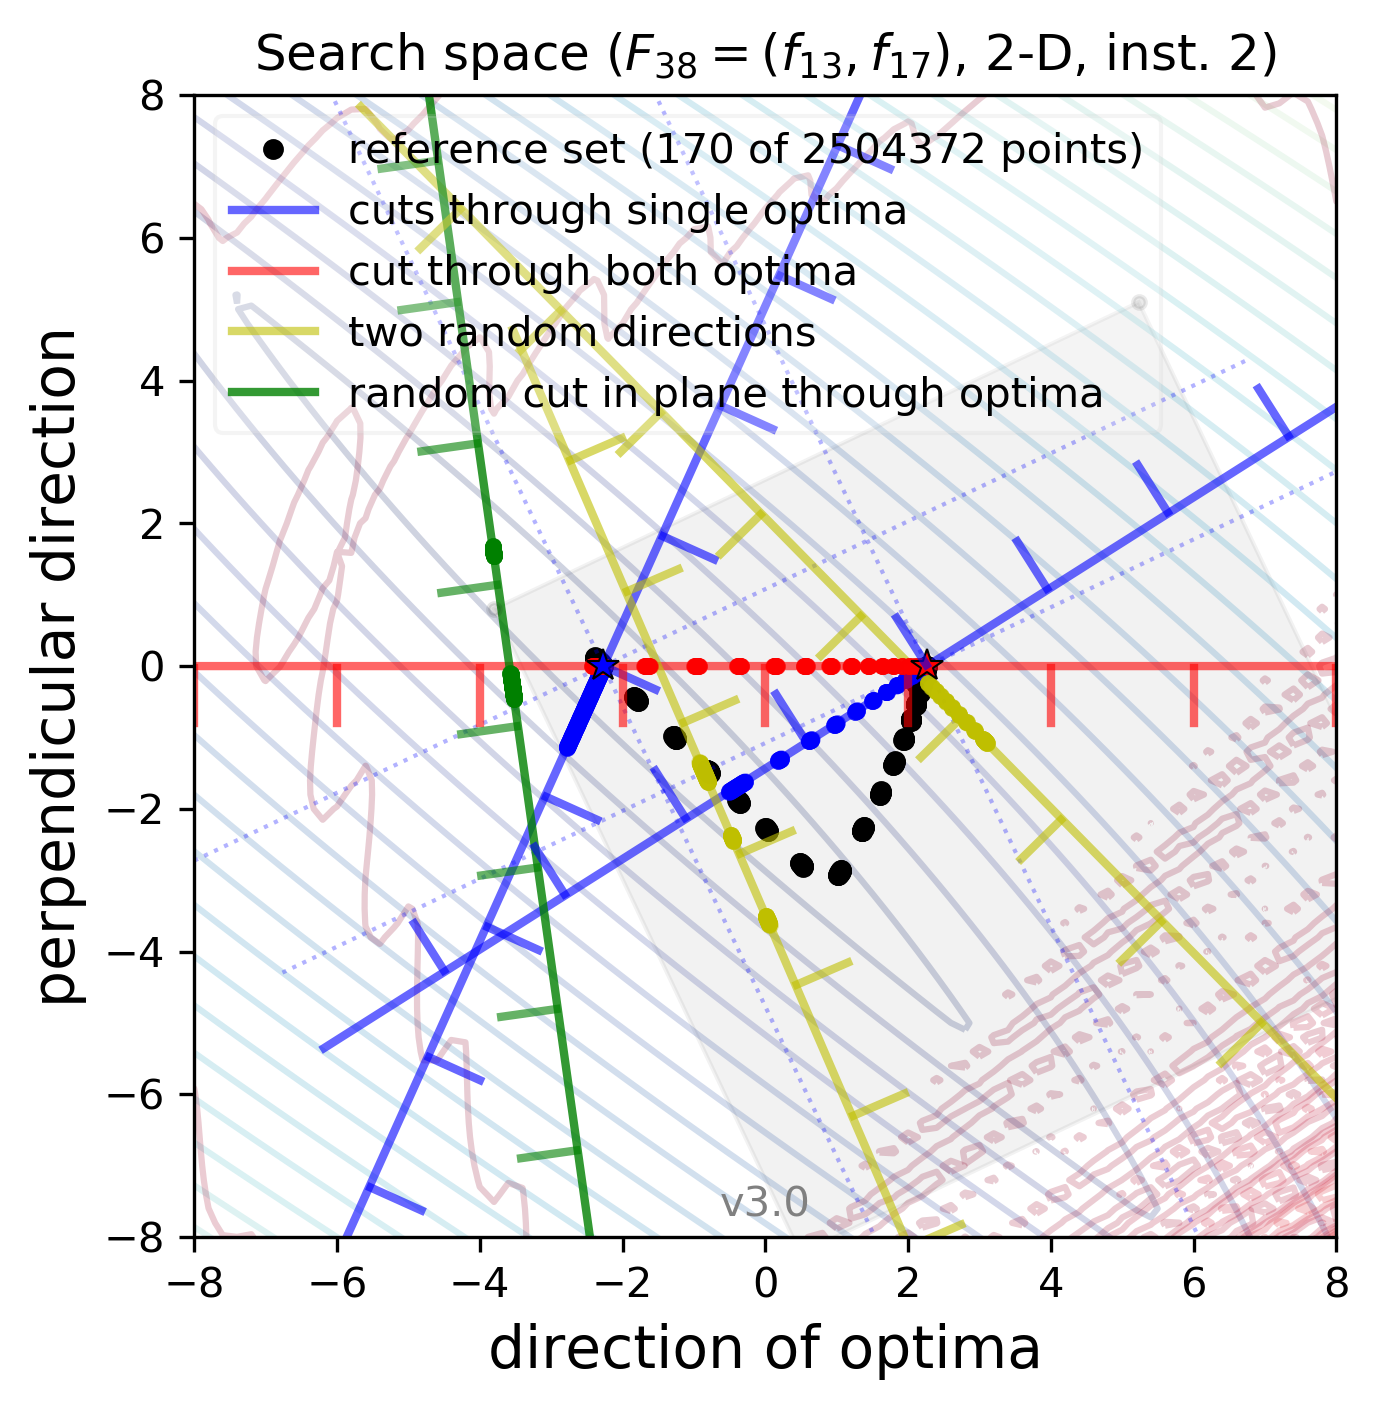 Search space (F₃₈ = (f₁₃, f₁₇), 2-D, inst. 2)
8
6
4
2
0
−2
−4
−6
−8
perpendicular direction
reference set (170 of 2504372 points)
cuts through single optima
cut through both optima
two random directions
random cut in plane through optima
v3.0
−8 −6 −4 −2 0 2 4 6 8
direction of optima